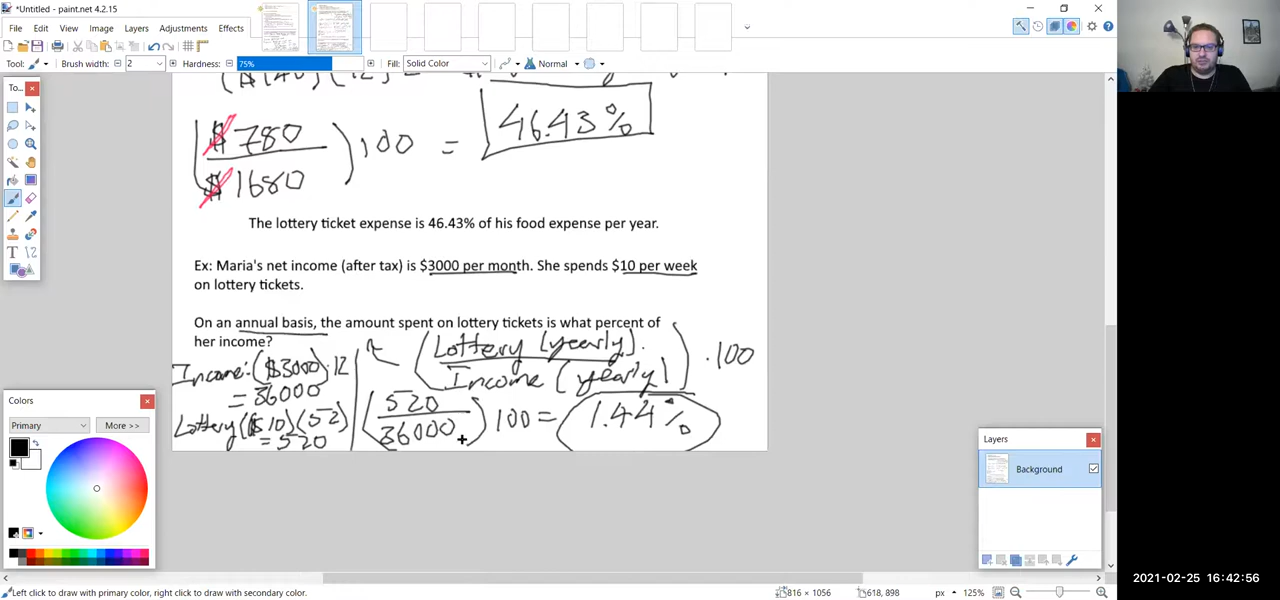 *Untitled - paint.net 4.2.15
File Edit View Image Layers Adjustments Effects
Tool: Brush width: 2 Hardness: 75% Fill: Solid Color Normal
To...
($140)(12) =
($780 / $1680) 100 = 46.43%
The lottery ticket expense is 46.43% of his food expense per year.
Ex: Maria's net income (after tax) is $3000 per month. She spends $10 per week
on lottery tickets.
On an annual basis, the amount spent on lottery tickets is what percent of
her income?
(Lottery (yearly) / Income (yearly)) · 100
Income: ($3000) · 12
= 36000
Lottery ($10)(52)
= 520
(520 / 36000) 100 = 1.44%
Colors
Primary
More >>
Layers
Background
Left click to draw with primary color, right click to draw with secondary color.
816 x 1056
618, 898
px
125%
2021-02-25 16:42:56